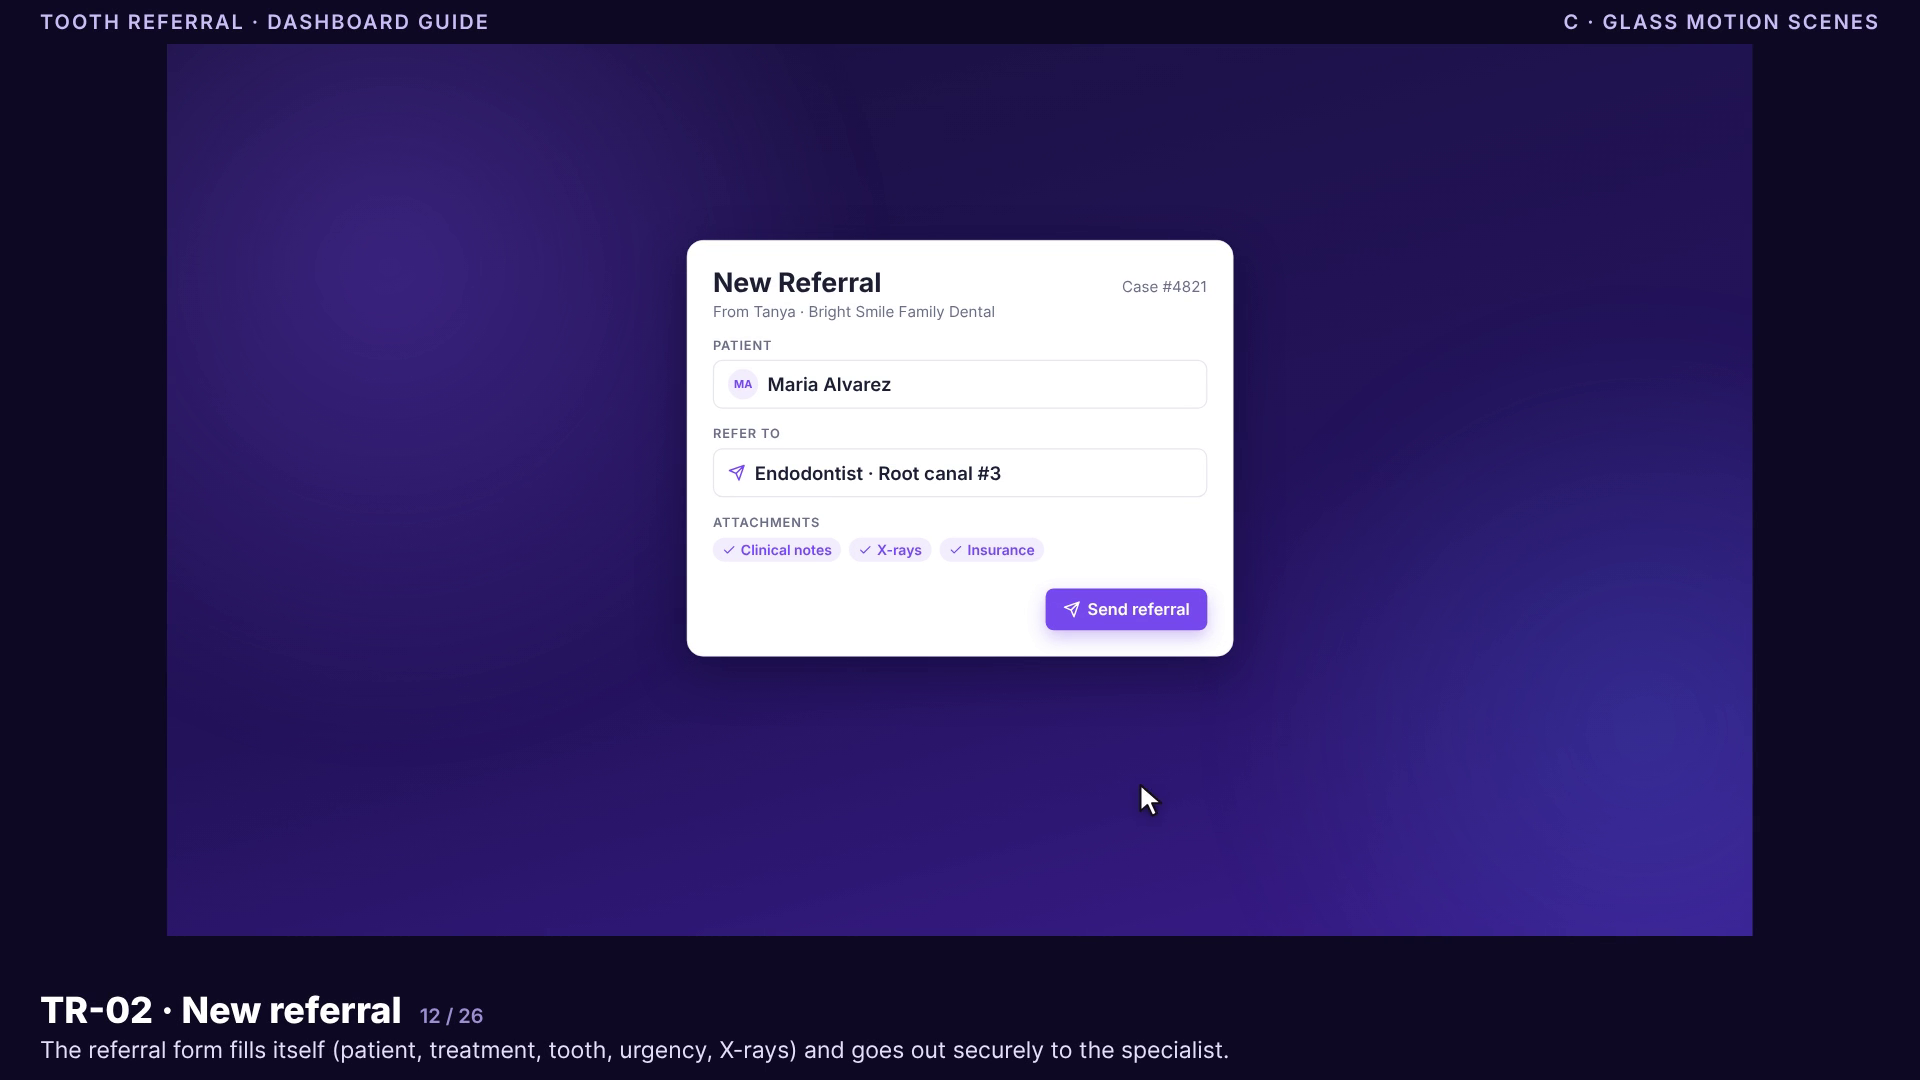 TOOTH REFERRAL · DASHBOARD GUIDE
C · GLASS MOTION SCENES
New Referral
Case #4821
From Tanya · Bright Smile Family Dental
PATIENT
MA Maria Alvarez
REFER TO
Endodontist · Root canal #3
ATTACHMENTS
Clinical notes X-rays Insurance
Send referral
TR-02 · New referral 12 / 26
The referral form fills itself (patient, treatment, tooth, urgency, X-rays) and goes out securely to the specialist.